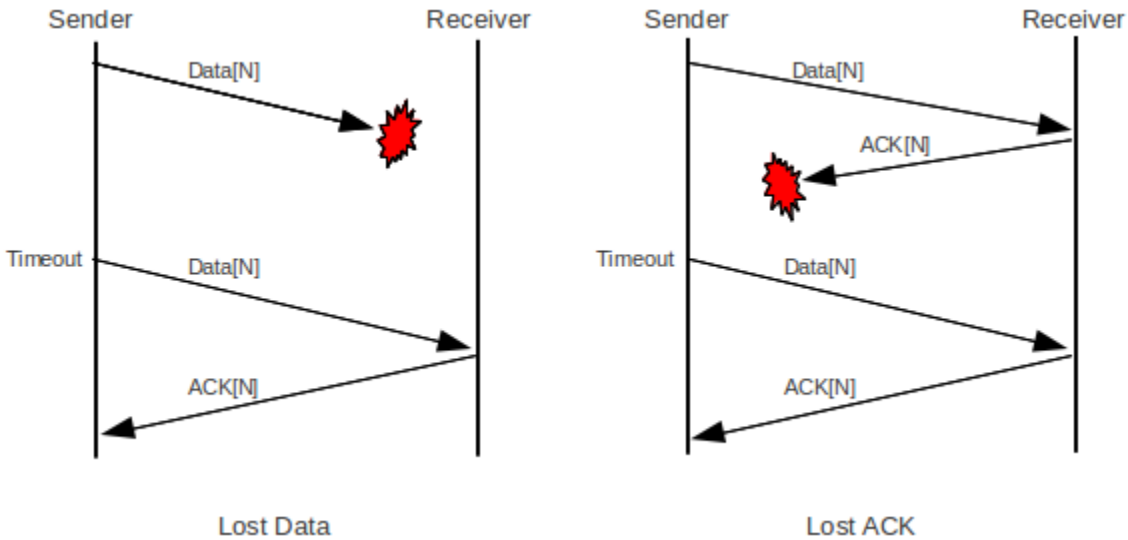 Sender
Receiver
Data[N]
Timeout
Data[N]
ACK[N]
Lost Data
Sender
Receiver
Data[N]
ACK[N]
Timeout
Data[N]
ACK[N]
Lost ACK